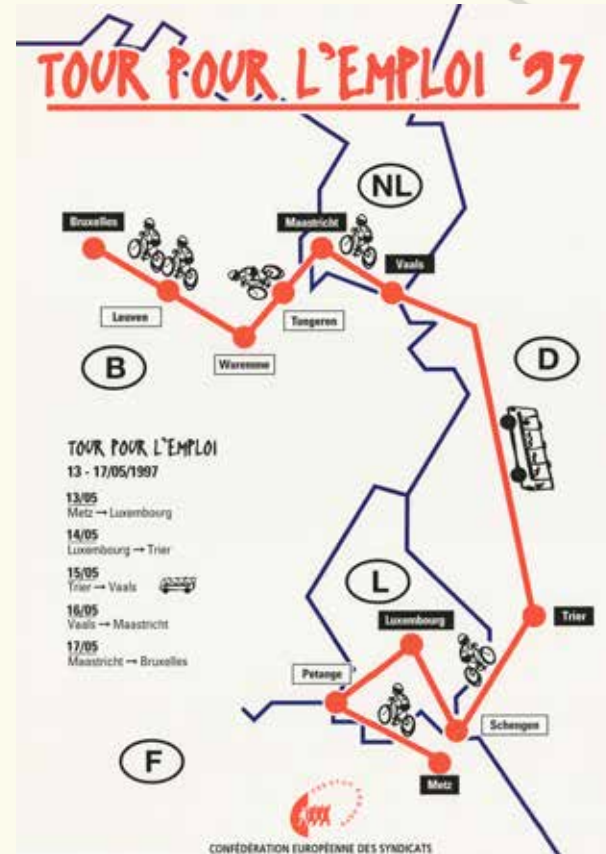 TOUR POUR L'EMPLOI '97
NL
Bruxelles
Maastricht
Vaals
Leuven
Tongeren
Waremme
B
D
TOUR POUR L'EMPLOI
13 - 17/05/1997
13/05
Metz → Luxembourg
14/05
Luxembourg → Trier
15/05
Trier → Vaals
16/05
Vaals → Maastricht
17/05
Maastricht → Bruxelles
L
Luxembourg
Trier
Petange
Schengen
Metz
F
CONFÉDÉRATION EUROPÉENNE DES SYNDICATS